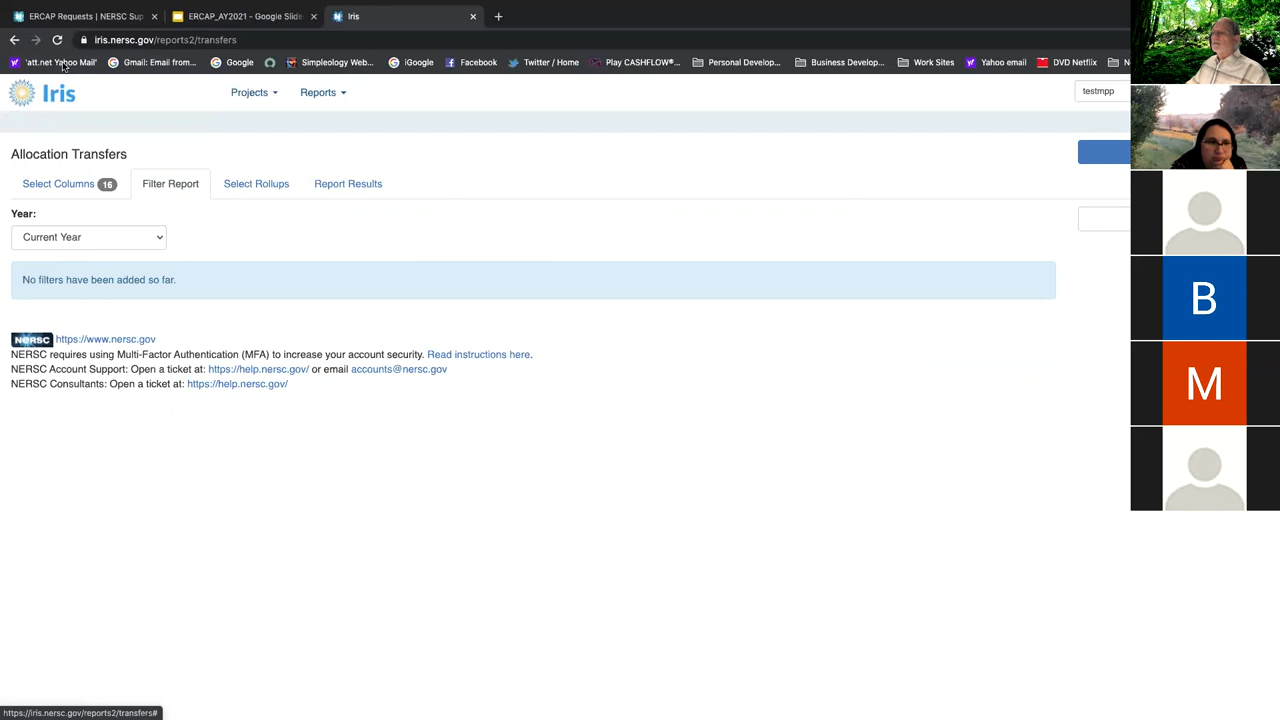 ERCAP Requests | NERSC Sup
ERCAP_AY2021 - Google Slide
Iris
iris.nersc.gov/reports2/transfers
att.net Yahoo Mail'
Gmail: Email from...
Google
Simpleology Web...
iGoogle
Facebook
Twitter / Home
Play CASHFLOW®...
Personal Develop...
Business Develop...
Work Sites
Yahoo email
DVD Netflix
Iris
Projects
Reports
testmpp
Allocation Transfers
Select Columns 16
Filter Report
Select Rollups
Report Results
Year:
Current Year
No filters have been added so far.
NERSC https://www.nersc.gov
NERSC requires using Multi-Factor Authentication (MFA) to increase your account security. Read instructions here.
NERSC Account Support: Open a ticket at: https://help.nersc.gov/ or email accounts@nersc.gov
NERSC Consultants: Open a ticket at: https://help.nersc.gov/
B
M
https://iris.nersc.gov/reports2/transfers#